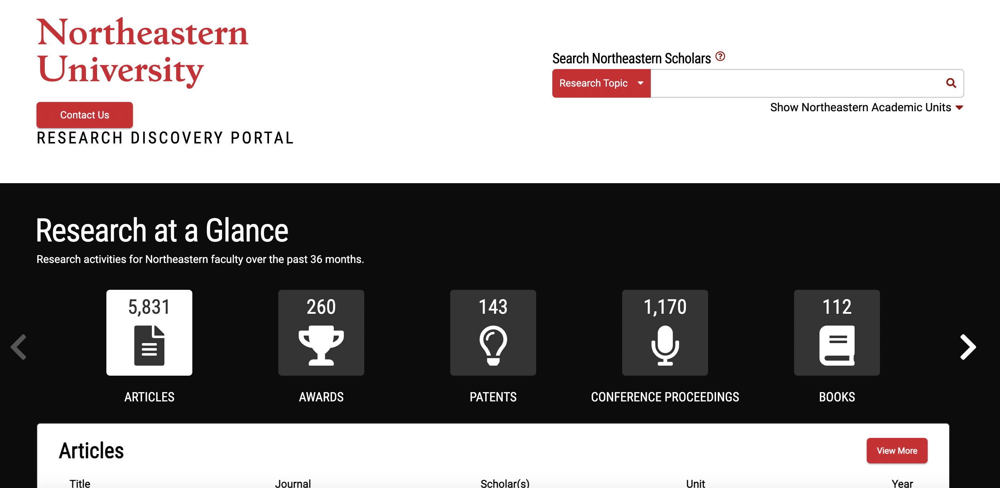 Northeastern
University
Contact Us
RESEARCH DISCOVERY PORTAL
Search Northeastern Scholars ?
Research Topic
Show Northeastern Academic Units
Research at a Glance
Research activities for Northeastern faculty over the past 36 months.
5,831
ARTICLES
260
AWARDS
143
PATENTS
1,170
CONFERENCE PROCEEDINGS
112
BOOKS
Articles
View More
Title Journal Scholar(s) Unit Year